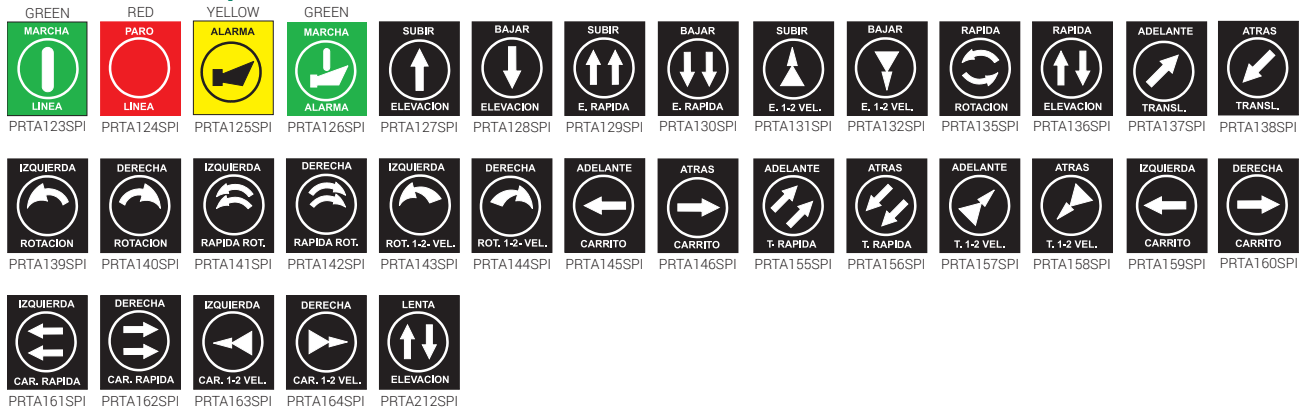 GREEN RED YELLOW GREEN
MARCHA PARO ALARMA MARCHA SUBIR BAJAR SUBIR BAJAR SUBIR BAJAR RAPIDA RAPIDA ADELANTE ATRAS
LINEA LINEA ALARMA ELEVACION ELEVACION E. RAPIDA E. RAPIDA E. 1-2 VEL. E. 1-2 VEL. ROTACION ELEVACION TRANSL. TRANSL.
PRTA123SPI PRTA124SPI PRTA125SPI PRTA126SPI PRTA127SPI PRTA128SPI PRTA129SPI PRTA130SPI PRTA131SPI PRTA132SPI PRTA135SPI PRTA136SPI PRTA137SPI PRTA138SPI
IZQUIERDA DERECHA IZQUIERDA DERECHA IZQUIERDA DERECHA ADELANTE ATRAS ADELANTE ATRAS ADELANTE ATRAS IZQUIERDA DERECHA
ROTACION ROTACION RAPIDA ROT. RAPIDA ROT. ROT. 1-2- VEL. ROT. 1-2- VEL. CARRITO CARRITO T- RAPIDA T. RAPIDA T. 1-2 VEL. T. 1-2 VEL. CARRITO CARRITO
PRTA139SPI PRTA140SPI PRTA141SPI PRTA142SPI PRTA143SPI PRTA144SPI PRTA145SPI PRTA146SPI PRTA155SPI PRTA156SPI PRTA157SPI PRTA158SPI PRTA159SPI PRTA160SPI
IZQUIERDA DERECHA IZQUIERDA DERECHA LENTA
CAR. RAPIDA CAR. RAPIDA CAR. 1-2 VEL. CAR. 1-2 VEL. ELEVACION
PRTA161SPI PRTA162SPI PRTA163SPI PRTA164SPI PRTA212SPI